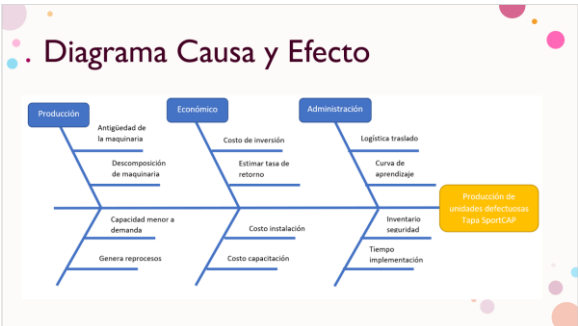 . Diagrama Causa y Efecto
Producción
Económico
Administración
Antigüedad de
la maquinaria
Descomposición
de maquinaria
Costo de inversión
Estimar tasa de
retorno
Logística traslado
Curva de
aprendizaje
Producción de
unidades defectuosas
Tapa SportCAP
Capacidad menor a
demanda
Genera reprocesos
Costo instalación
Costo capacitación
Inventario
seguridad
Tiempo
implementación